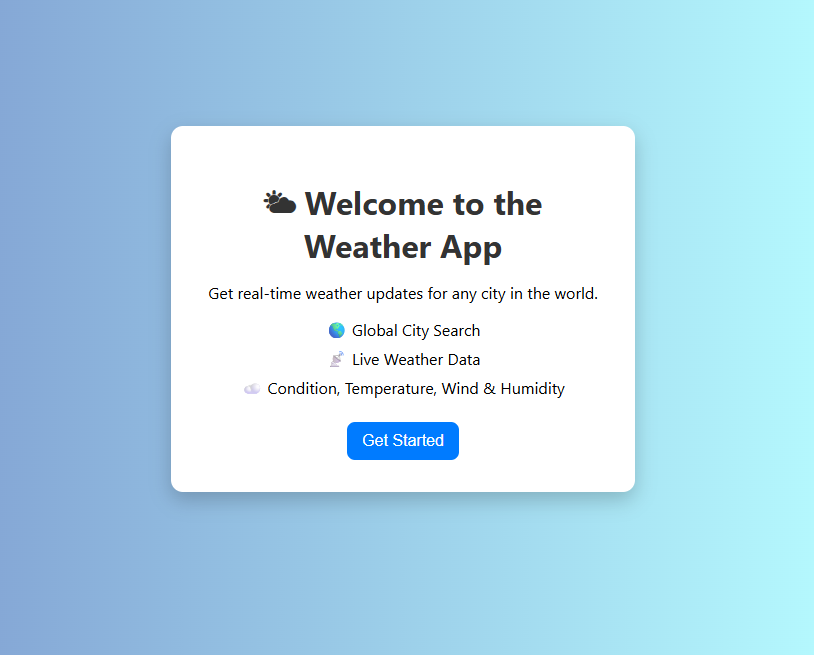 🌥 Welcome to the
Weather App
Get real-time weather updates for any city in the world.
🌎 Global City Search
📡 Live Weather Data
☁️ Condition, Temperature, Wind & Humidity
Get Started